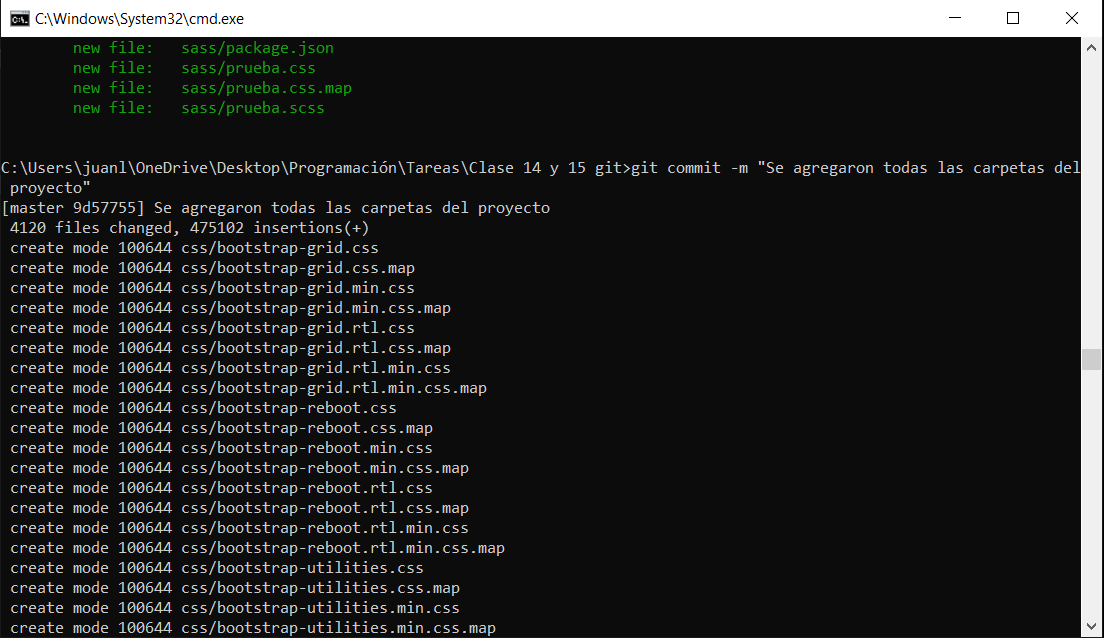 C:\Windows\System32\cmd.exe
new file:   sass/package.json
new file:   sass/prueba.css
new file:   sass/prueba.css.map
new file:   sass/prueba.scss
C:\Users\juanl\OneDrive\Desktop\Programación\Tareas\Clase 14 y 15 git>git commit -m "Se agregaron todas las carpetas del
proyecto"
[master 9d57755] Se agregaron todas las carpetas del proyecto
4120 files changed, 475102 insertions(+)
create mode 100644 css/bootstrap-grid.css
create mode 100644 css/bootstrap-grid.css.map
create mode 100644 css/bootstrap-grid.min.css
create mode 100644 css/bootstrap-grid.min.css.map
create mode 100644 css/bootstrap-grid.rtl.css
create mode 100644 css/bootstrap-grid.rtl.css.map
create mode 100644 css/bootstrap-grid.rtl.min.css
create mode 100644 css/bootstrap-grid.rtl.min.css.map
create mode 100644 css/bootstrap-reboot.css
create mode 100644 css/bootstrap-reboot.css.map
create mode 100644 css/bootstrap-reboot.min.css
create mode 100644 css/bootstrap-reboot.min.css.map
create mode 100644 css/bootstrap-reboot.rtl.css
create mode 100644 css/bootstrap-reboot.rtl.css.map
create mode 100644 css/bootstrap-reboot.rtl.min.css
create mode 100644 css/bootstrap-reboot.rtl.min.css.map
create mode 100644 css/bootstrap-utilities.css
create mode 100644 css/bootstrap-utilities.css.map
create mode 100644 css/bootstrap-utilities.min.css
create mode 100644 css/bootstrap-utilities.min.css.map